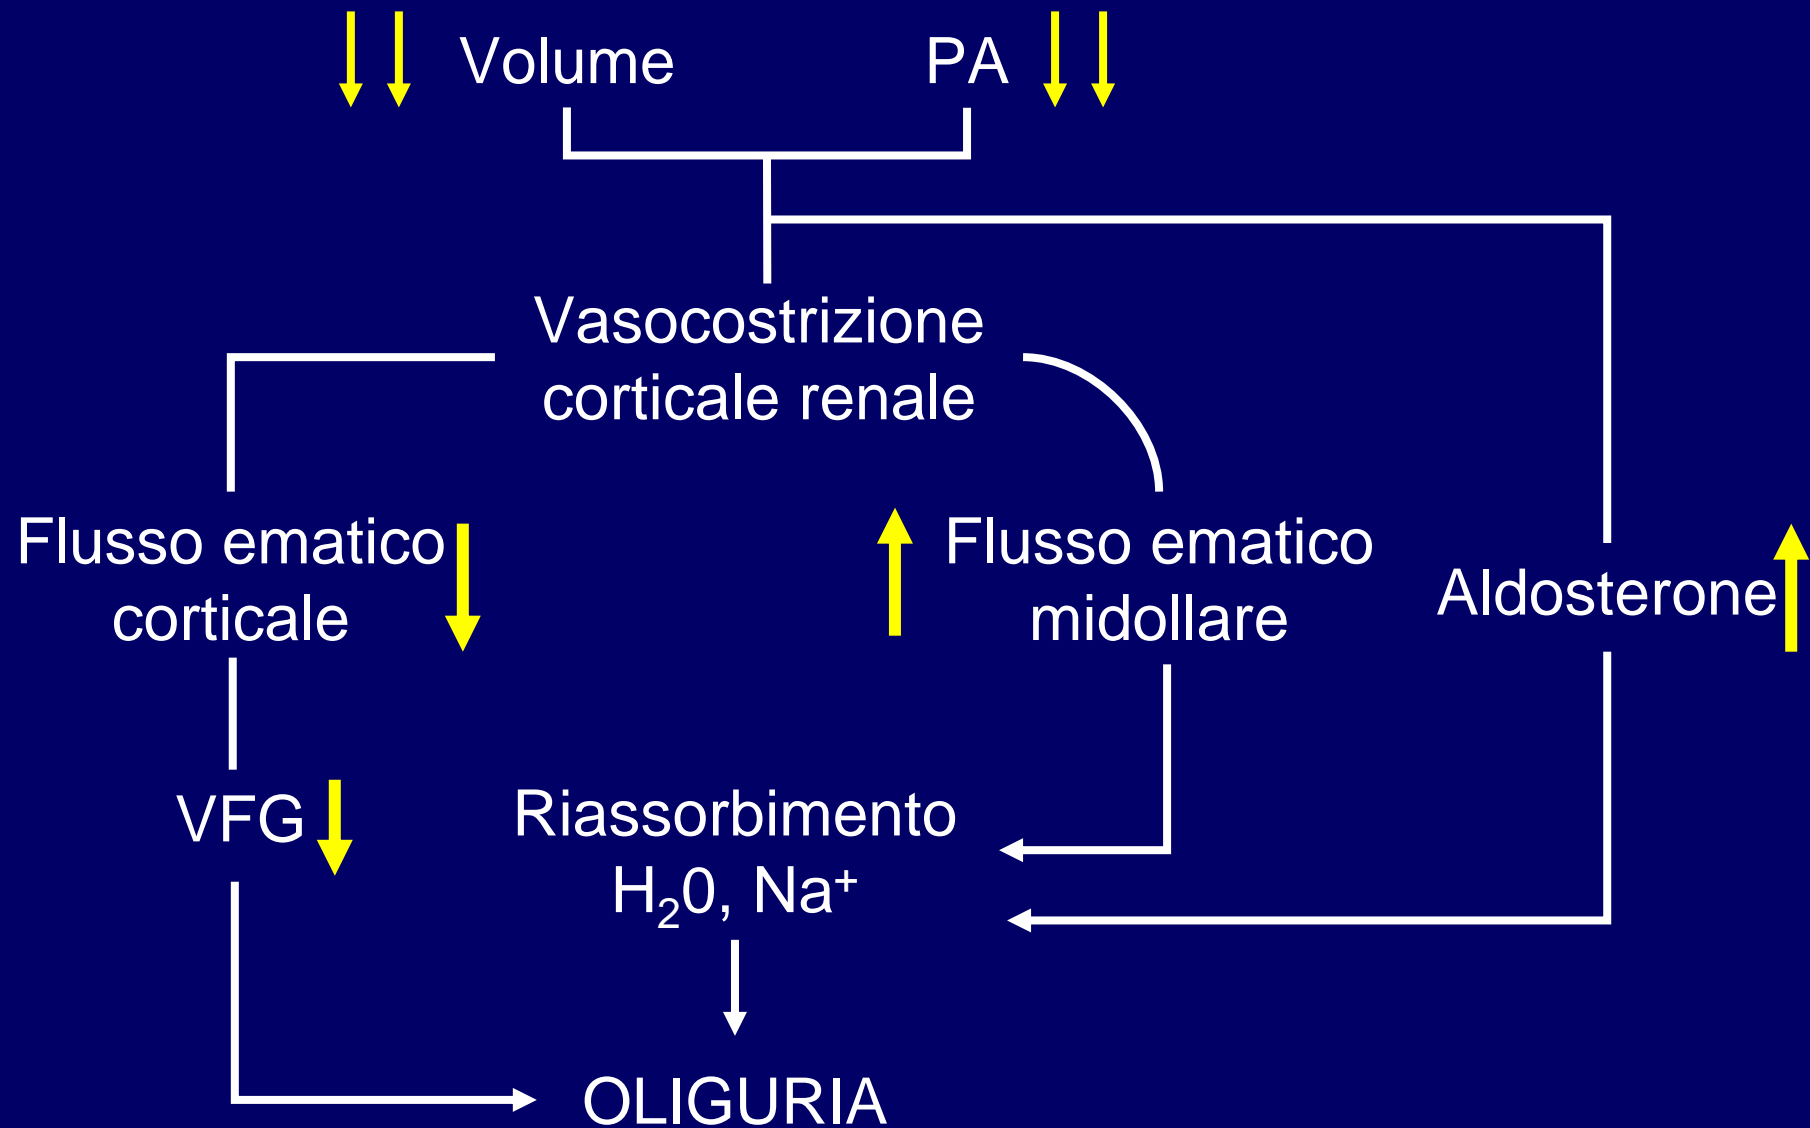 Volume
PA
Vasocostrizione
corticale renale
Flusso ematico
corticale
Flusso ematico
midollare
Aldosterone
VFG
Riassorbimento
H₂0, Na⁺
OLIGURIA